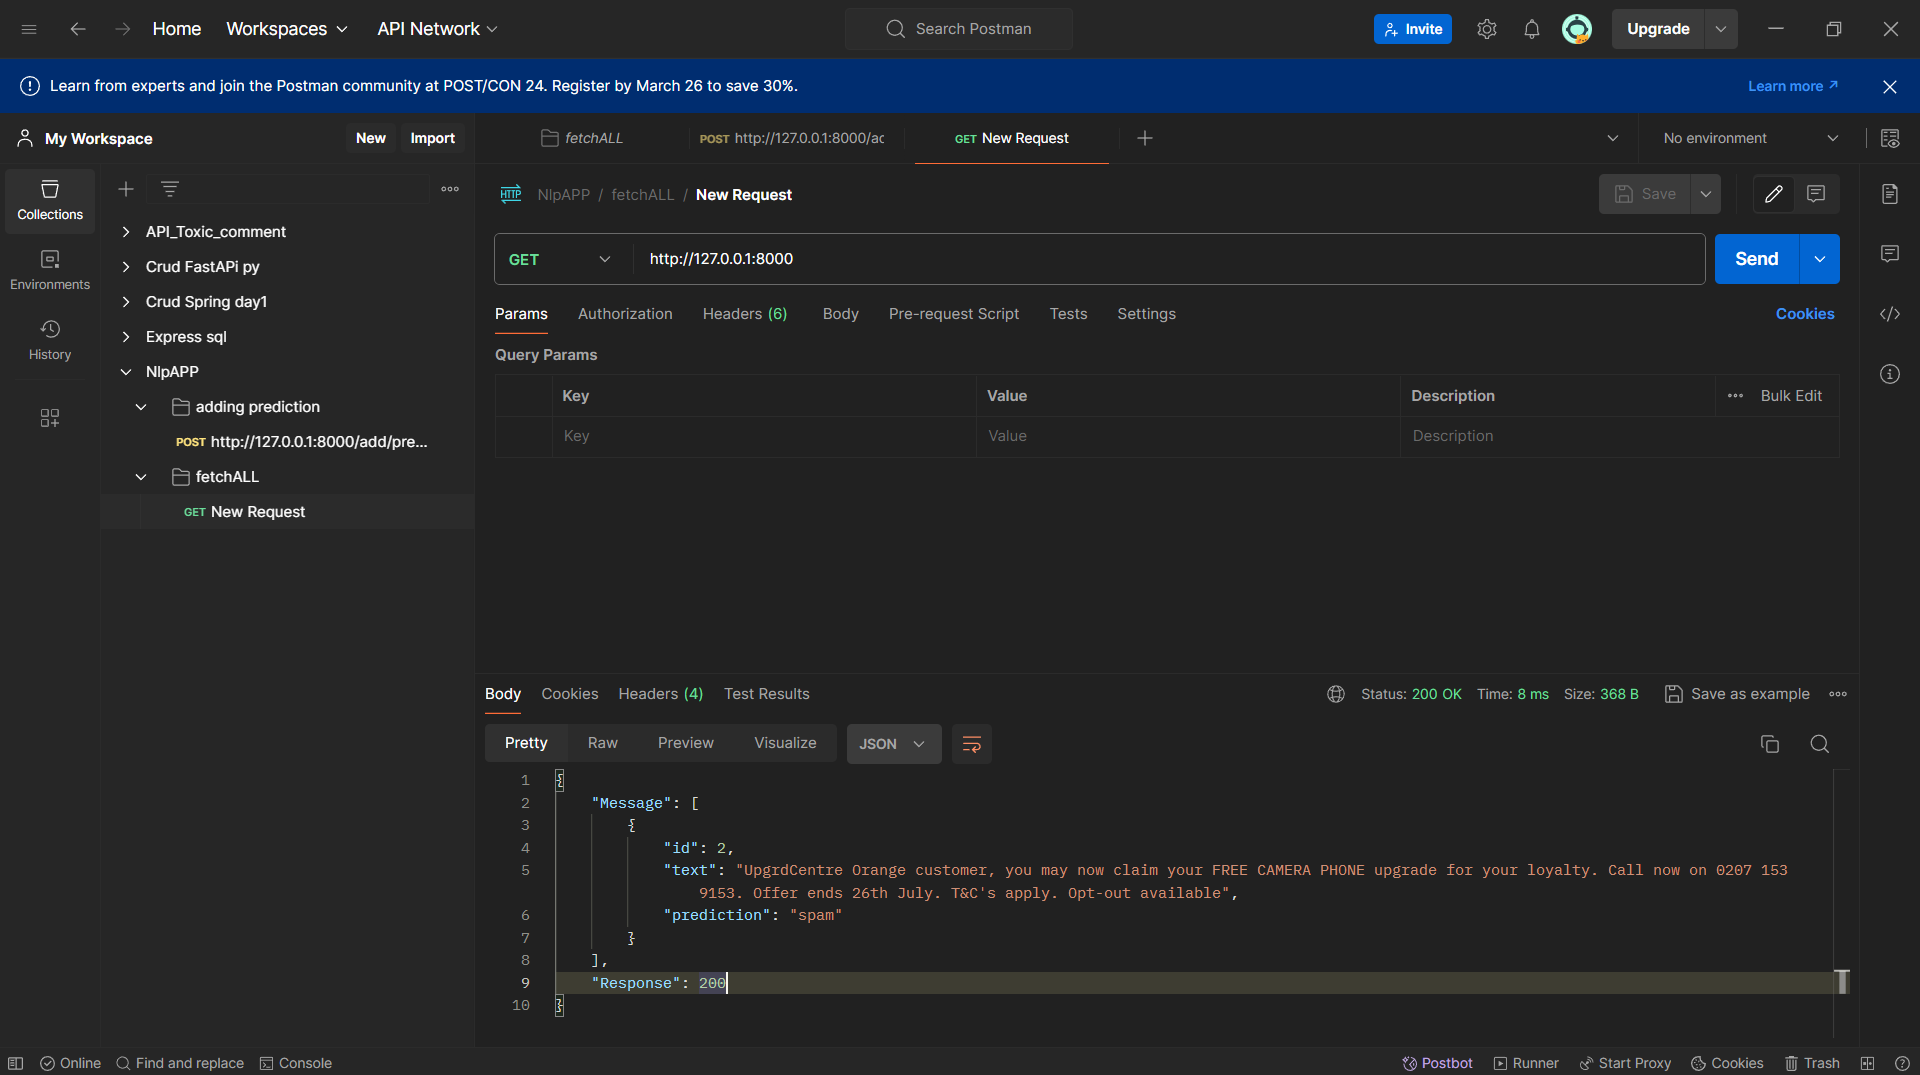 Home
Workspaces
API Network
Search Postman
Invite
Upgrade
Learn from experts and join the Postman community at POST/CON 24. Register by March 26 to save 30%.
Learn more
My Workspace
New
Import
fetchALL
POST http://127.0.0.1:8000/ac
GET New Request
No environment
Collections
Environments
History
API_Toxic_comment
Crud FastAPi py
Crud Spring day1
Express sql
NlpAPP
adding prediction
POST http://127.0.0.1:8000/add/pre...
fetchALL
GET New Request
HTTP NlpAPP / fetchALL / New Request
Save
GET http://127.0.0.1:8000
Send
Params Authorization Headers (6) Body Pre-request Script Tests Settings
Cookies
Query Params
Key Value Description Bulk Edit
Key Value Description
Body Cookies Headers (4) Test Results
Status: 200 OK Time: 8 ms Size: 368 B Save as example
Pretty Raw Preview Visualize JSON
1 {
2 "Message": [
3 {
4 "id": 2,
5 "text": "UpgrdCentre Orange customer, you may now claim your FREE CAMERA PHONE upgrade for your loyalty. Call now on 0207 153
9153. Offer ends 26th July. T&C's apply. Opt-out available",
6 "prediction": "spam"
7 }
8 ],
9 "Response": 200
10 }
Online
Find and replace
Console
Postbot
Runner
Start Proxy
Cookies
Trash